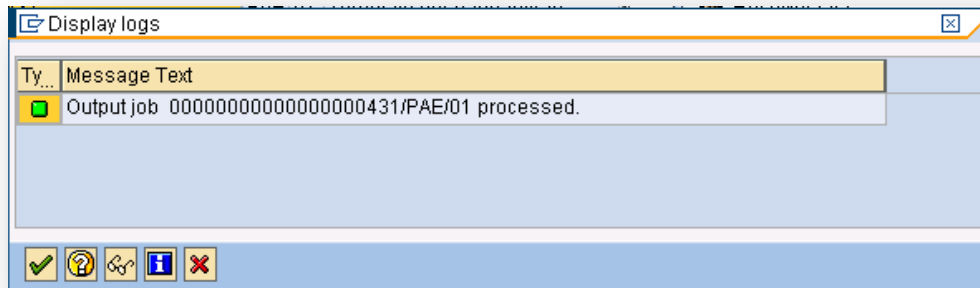 Display logs
Ty... Message Text
Output job 00000000000000000431/PAE/01 processed.